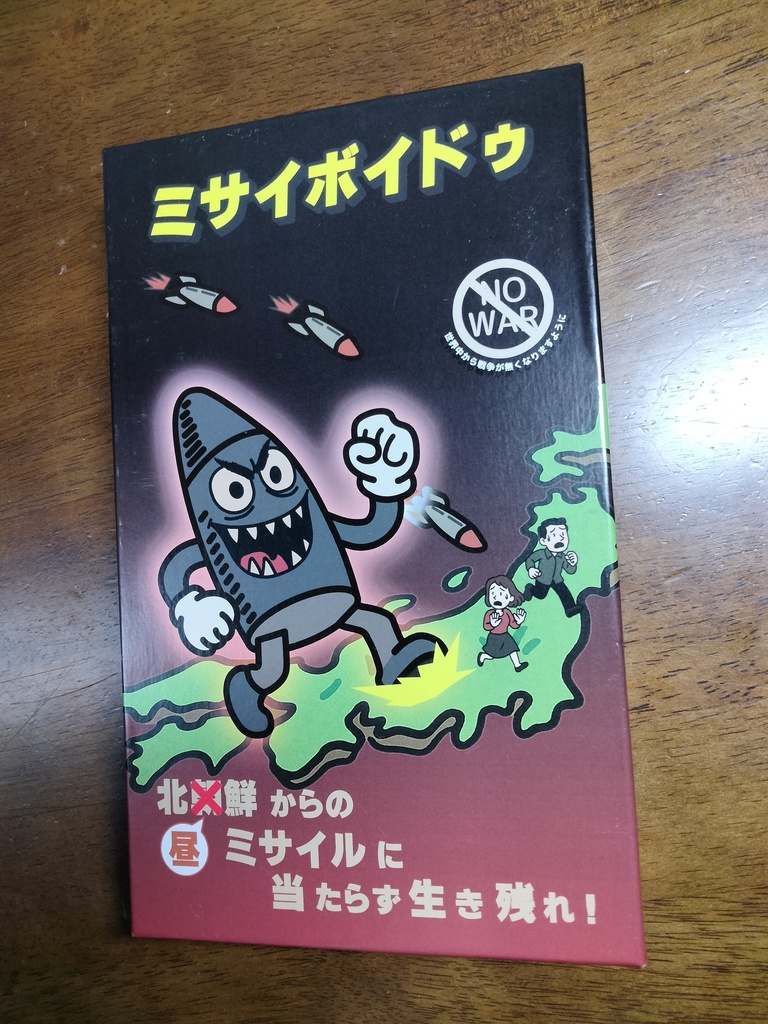 ミサイボイドゥ
NO
WAR
世界中から戦争が無くなりますように
北朝鮮からの
昼
ミサイルに
当たらず生き残れ!